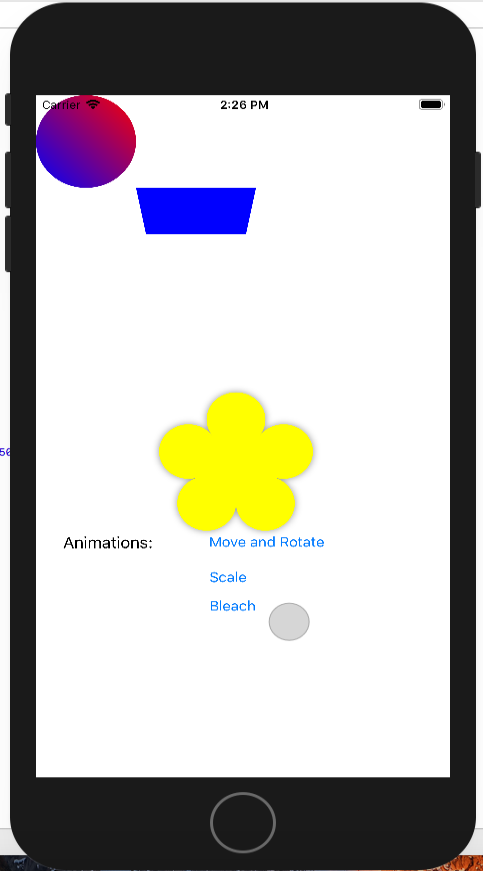 Carrier 2:26 PM
Animations: Move and Rotate
Scale
Bleach